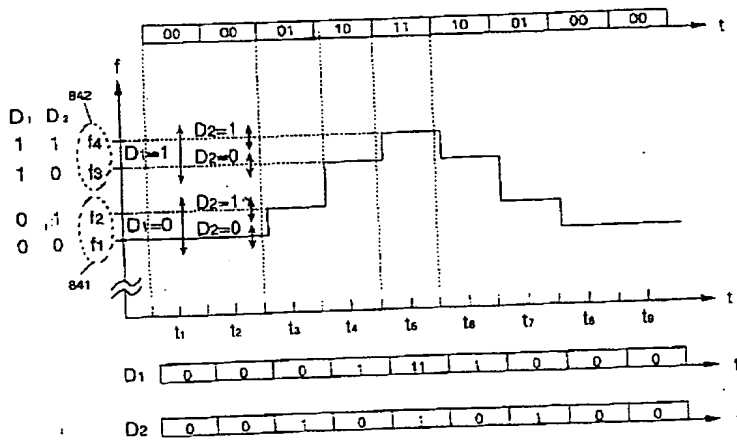 00 00 01 10 11 10 01 00 00 t
f
842
D1 D2
1 1 f4 D1=1 D2=1
1 0 f3 D2=0
0 1 f2 D1=0 D2=1
0 0 f1 D2=0
841
t1 t2 t3 t4 t5 t6 t7 t8 t9 t
D1 0 0 0 1 11 1 0 0 0 t
D2 0 0 1 0 1 0 1 0 0